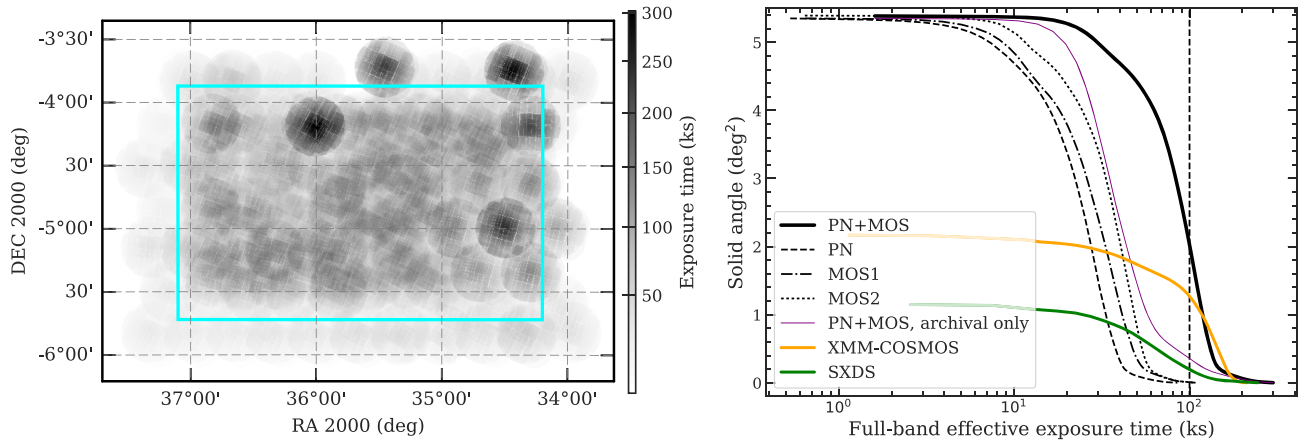 -3°30'
-4°00'
30'
-5°00'
30'
-6°00'
DEC 2000 (deg)
37°00'
36°00'
35°00'
34°00'
RA 2000 (deg)
300
250
200
150
100
50
Exposure time (ks)
5
4
3
2
1
0
Solid angle (deg²)
PN+MOS
PN
MOS1
MOS2
PN+MOS, archival only
XMM-COSMOS
SXDS
10⁰
10¹
10²
Full-band effective exposure time (ks)